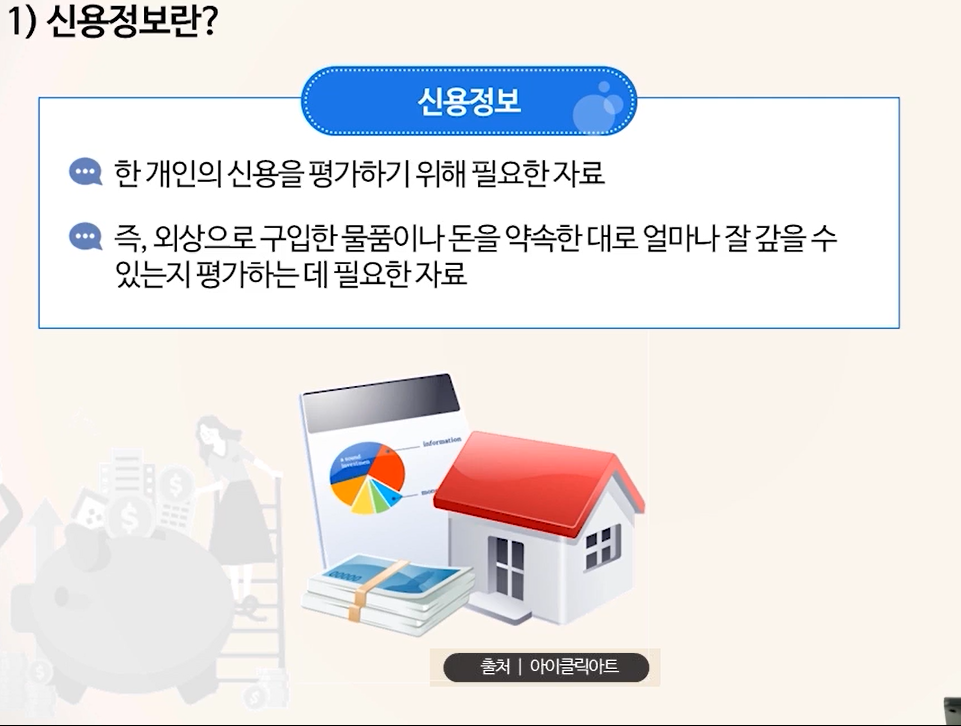 1) 신용정보란?
신용정보
한 개인의 신용을 평가하기 위해 필요한 자료
즉, 외상으로 구입한 물품이나 돈을 약속한 대로 얼마나 잘 갚을 수
있는지 평가하는 데 필요한 자료
information
a sound
investment
출처 | 아이클릭아트